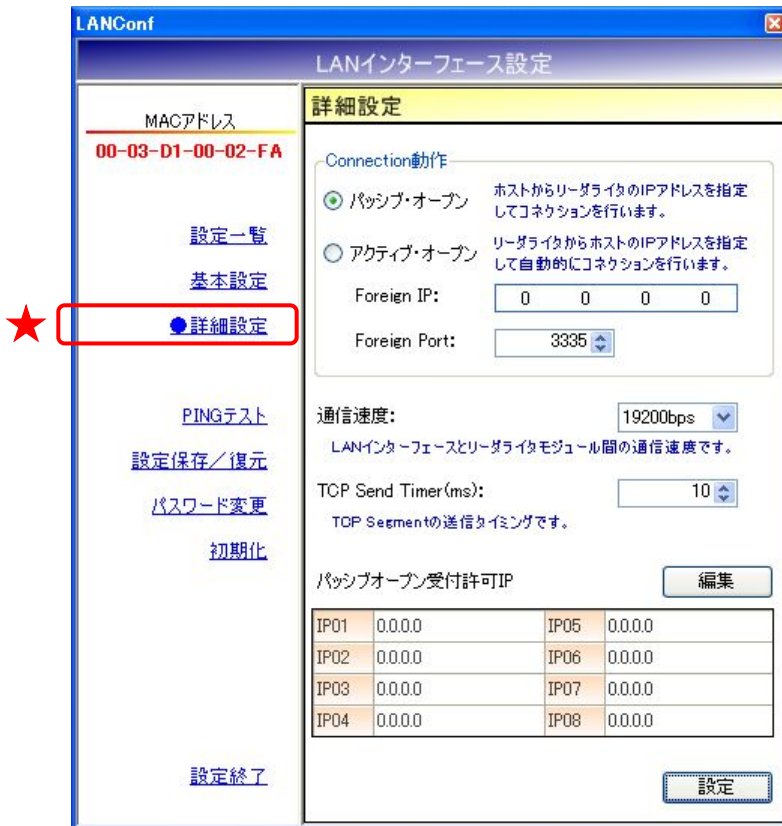 LANConf
LANインターフェース設定
MACアドレス
00-03-D1-00-02-FA
設定一覧
基本設定
★
●詳細設定
PINGテスト
設定保存／復元
パスワード変更
初期化
設定終了
詳細設定
Connection動作
パッシブ・オープン
ホストからリーダライタのIPアドレスを指定
してコネクションを行います。
アクティブ・オープン
リーダライタからホストのIPアドレスを指定
して自動的にコネクションを行います。
Foreign IP: 0 0 0 0
Foreign Port: 3335
通信速度: 19200bps
LANインターフェースとリーダライタモジュール間の通信速度です。
TCP Send Timer(ms): 10
TCP Segmentの送信タイミングです。
パッシブオープン受付許可IP 編集
IP01 0.0.0.0 IP05 0.0.0.0
IP02 0.0.0.0 IP06 0.0.0.0
IP03 0.0.0.0 IP07 0.0.0.0
IP04 0.0.0.0 IP08 0.0.0.0
設定